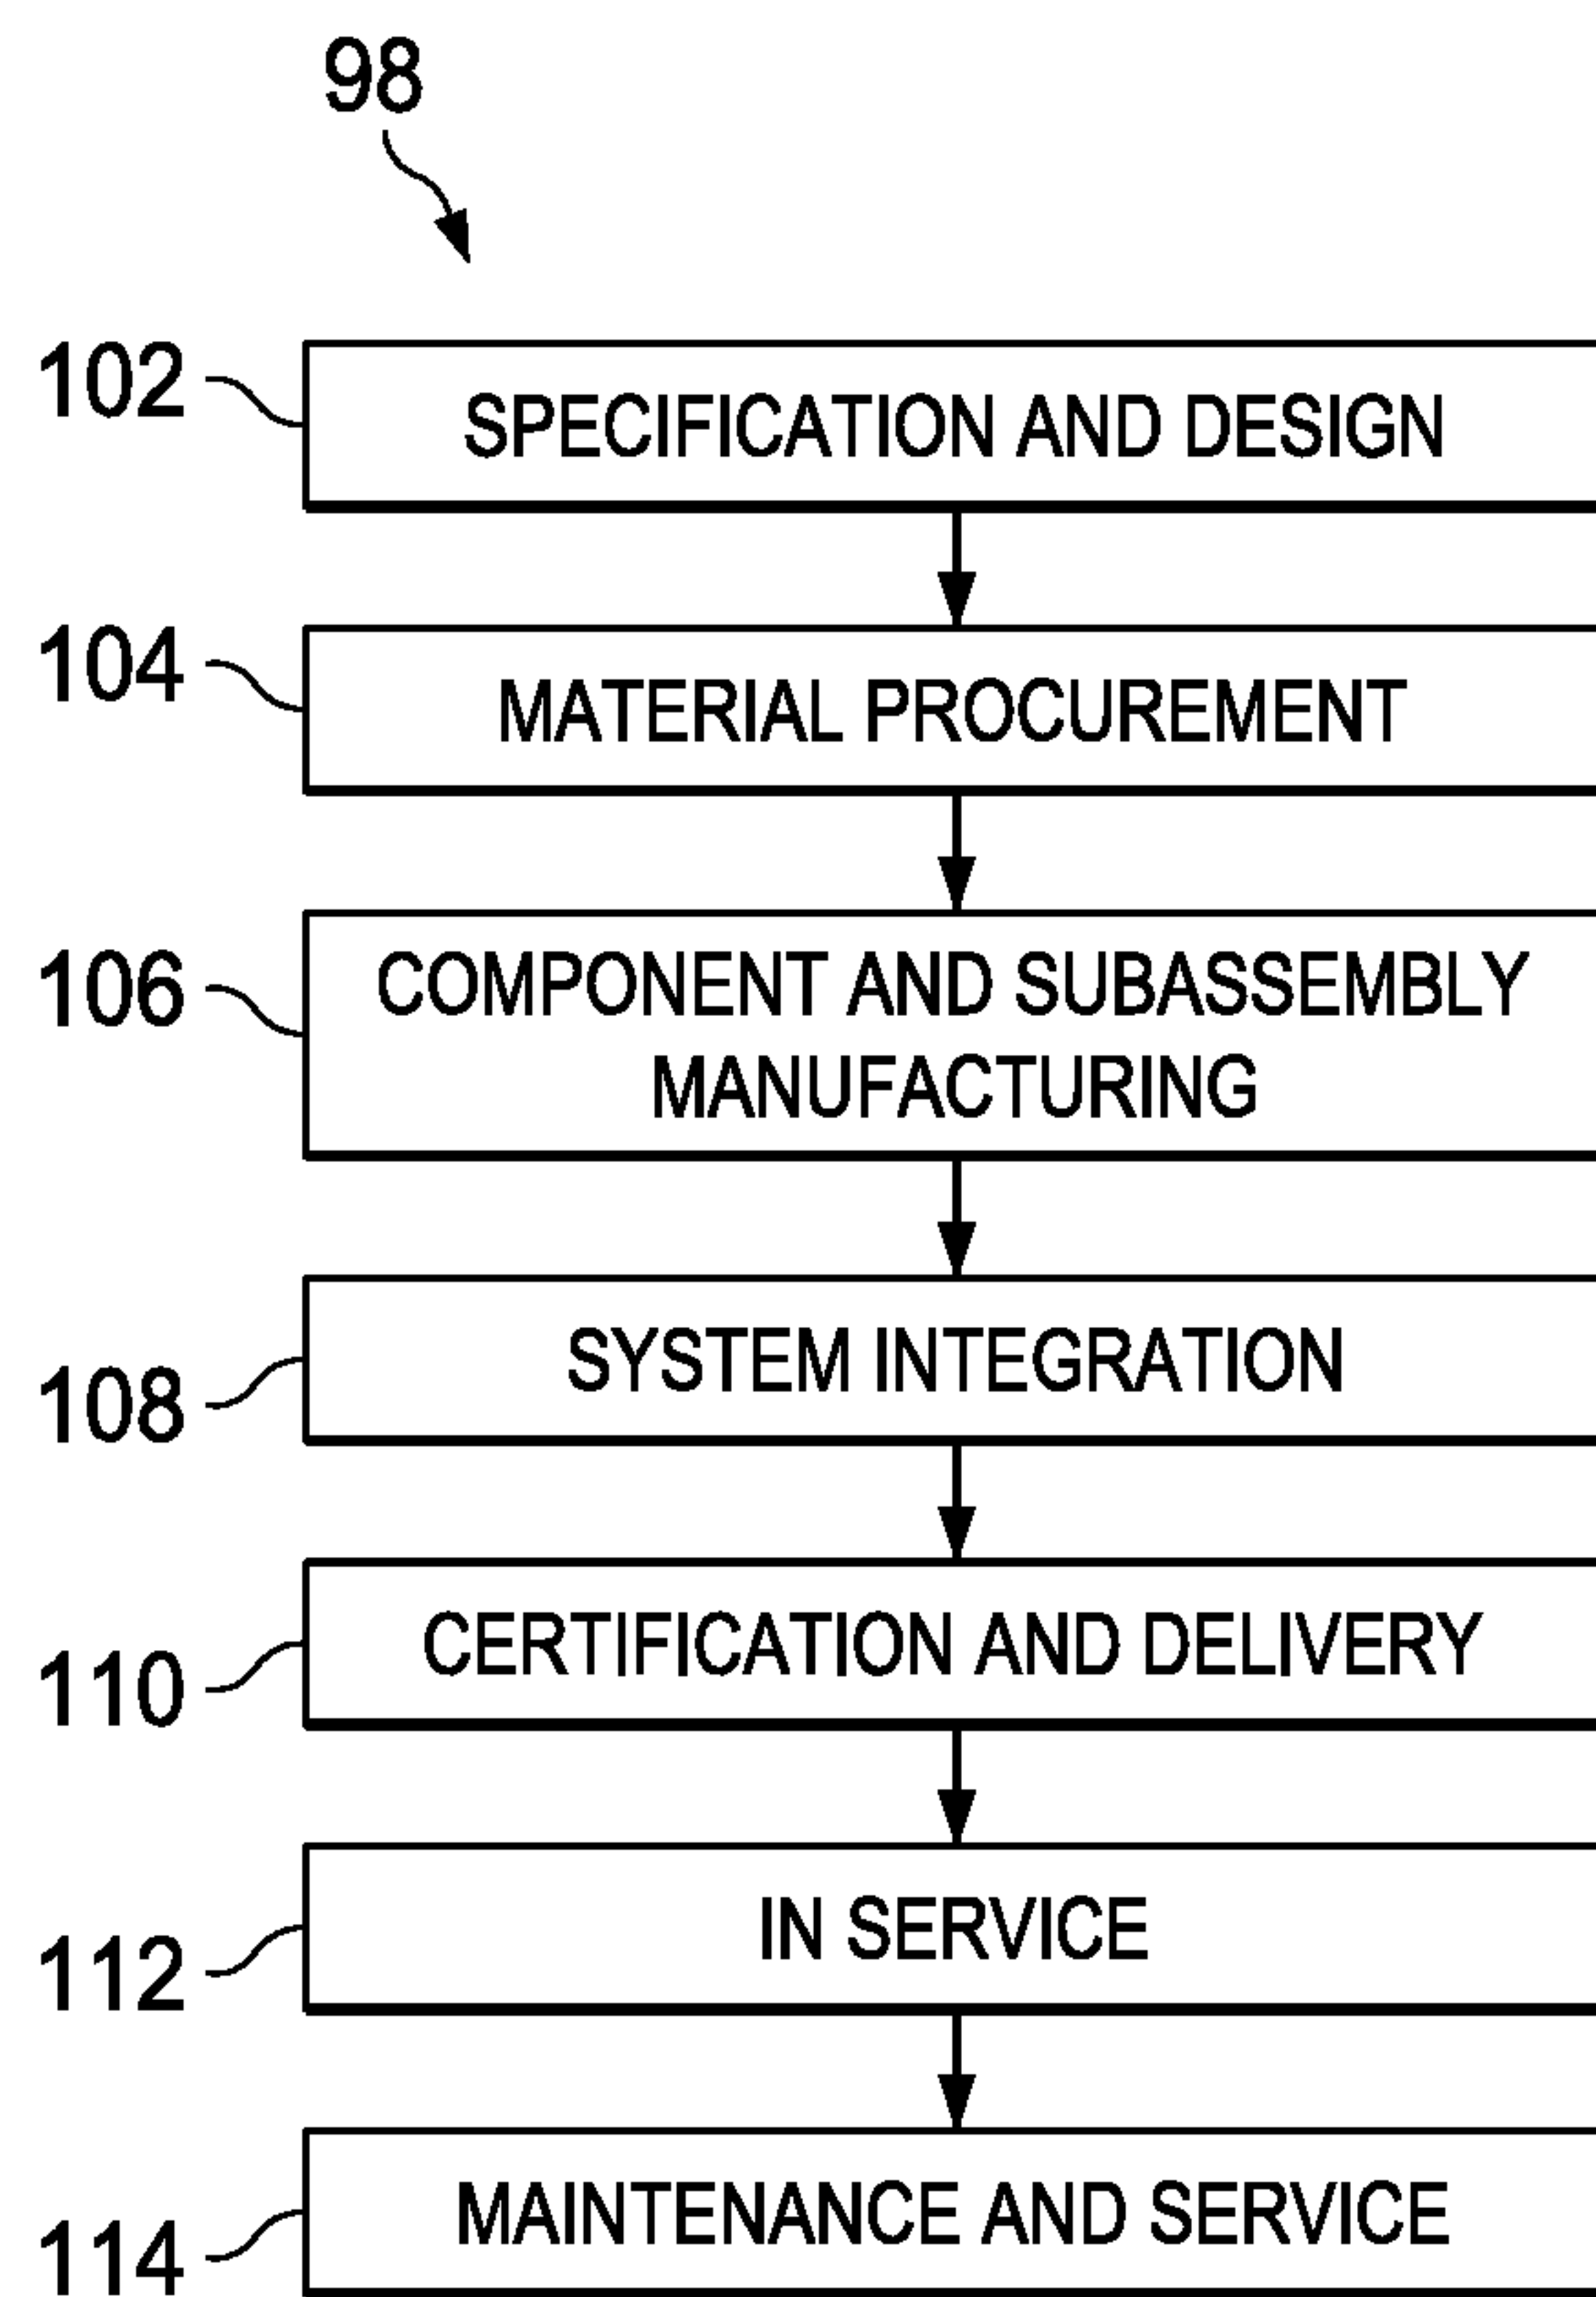 98
102
SPECIFICATION AND DESIGN
104
MATERIAL PROCUREMENT
106
COMPONENT AND SUBASSEMBLY
MANUFACTURING
108
SYSTEM INTEGRATION
110
CERTIFICATION AND DELIVERY
112
IN SERVICE
114
MAINTENANCE AND SERVICE